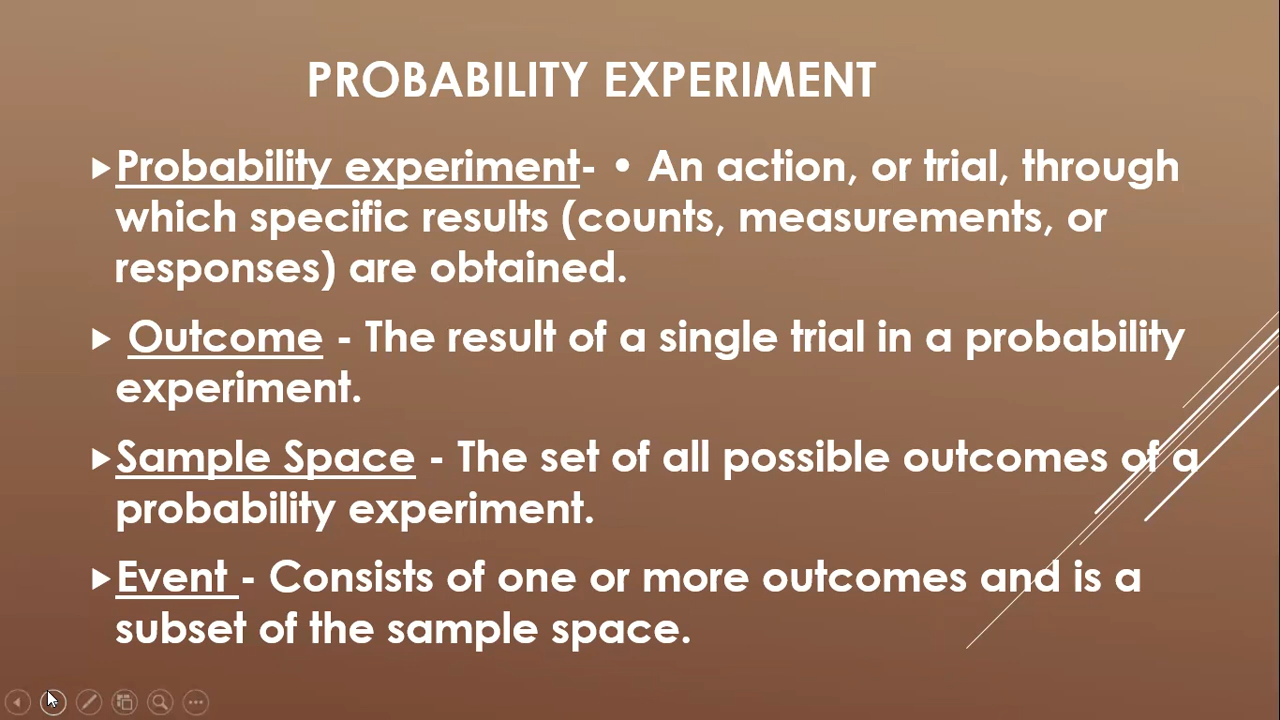 PROBABILITY EXPERIMENT
Probability experiment- • An action, or trial, through
which specific results (counts, measurements, or
responses) are obtained.
Outcome - The result of a single trial in a probability
experiment.
Sample Space - The set of all possible outcomes of a
probability experiment.
Event - Consists of one or more outcomes and is a
subset of the sample space.